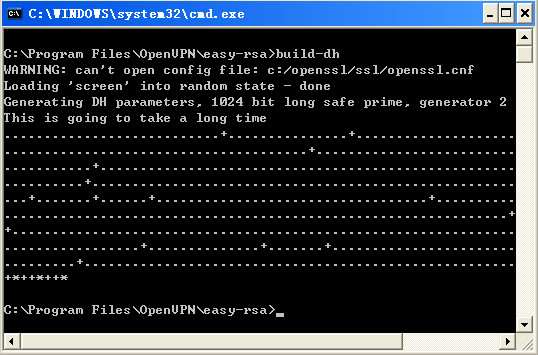 C:\WINDOWS\system32\cmd.exe
C:\Program Files\OpenVPN\easy-rsa>build-dh
WARNING: can't open config file: c:/openssl/ssl/openssl.cnf
Loading 'screen' into random state - done
Generating DH parameters, 1024 bit long safe prime, generator 2
This is going to take a long time
...........................+...............+....................
......................................+.........................
...........+....................................................
..........+.....................................................
...+.......+......+..................................+..........
...............................................................+
+...............................................................
.................+..............+.......+.......................
.........+......................................................
+*++*++*
C:\Program Files\OpenVPN\easy-rsa>_